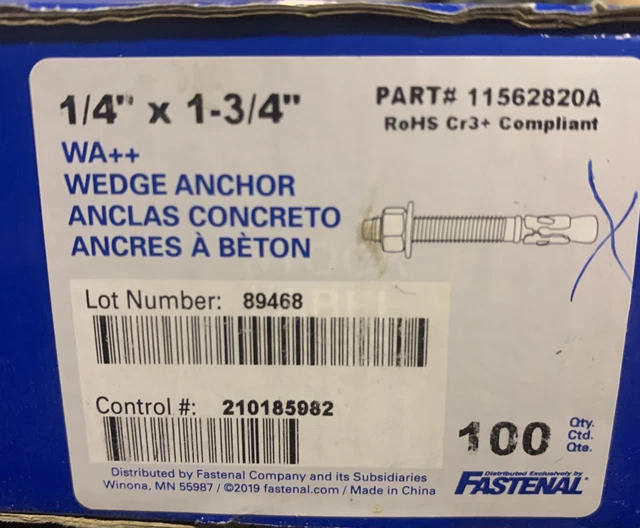 1/4" x 1-3/4"
PART# 11562820A
RoHS Cr3+ Compliant
WA++
WEDGE ANCHOR
ANCLAS CONCRETO
ANCRES À BÈTON
Lot Number: 89468
Control #: 210185982
100 Qty.
Ctd.
Qte.
Distributed by Fastenal Company and its Subsidiaries
Winona, MN 55987 / ©2019 fastenal.com / Made in China
Distributed Exclusively by
FASTENAL